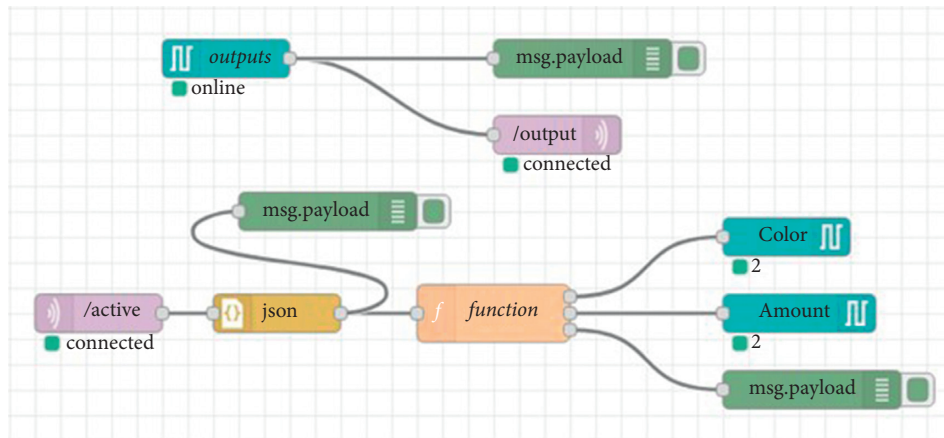 outputs
msg.payload
online
/output
connected
msg.payload
Color
2
/active
json
f function
Amount
connected
2
msg.payload